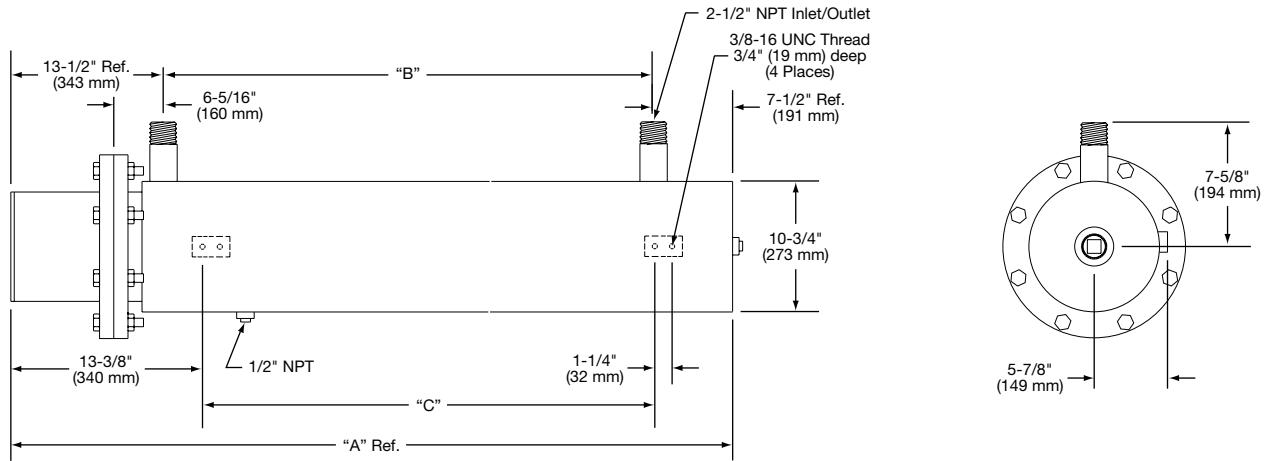 2-1/2" NPT Inlet/Outlet
3/8-16 UNC Thread
3/4" (19 mm) deep
(4 Places)
13-1/2" Ref.
(343 mm)
“B”
6-5/16"
(160 mm)
7-1/2" Ref.
(191 mm)
7-5/8"
(194 mm)
10-3/4"
(273 mm)
13-3/8"
(340 mm)
1/2" NPT
1-1/4"
(32 mm)
5-7/8"
(149 mm)
“C”
“A” Ref.